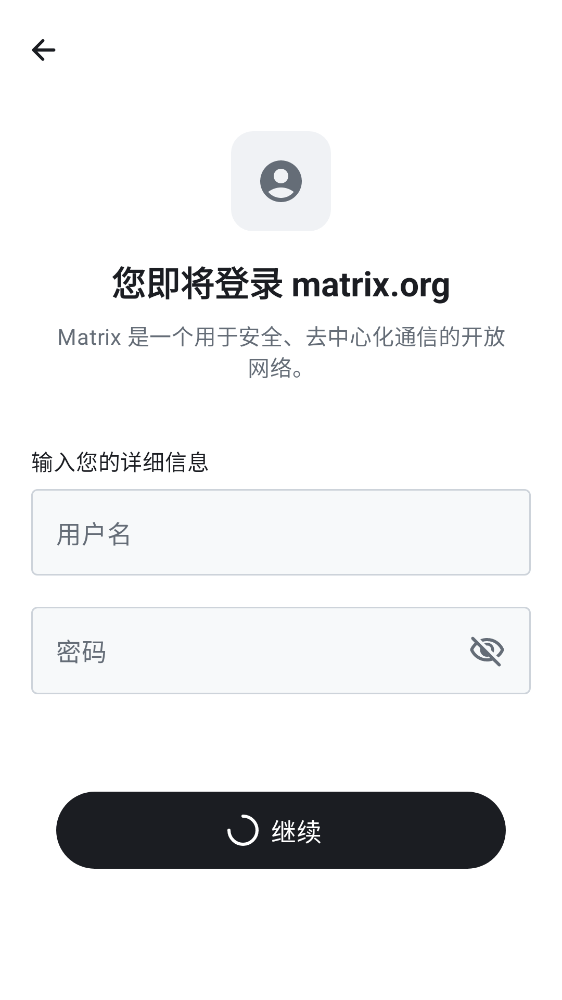 您即将登录 matrix.org
Matrix 是一个用于安全、去中心化通信的开放
网络。
输入您的详细信息
用户名
密码
继续